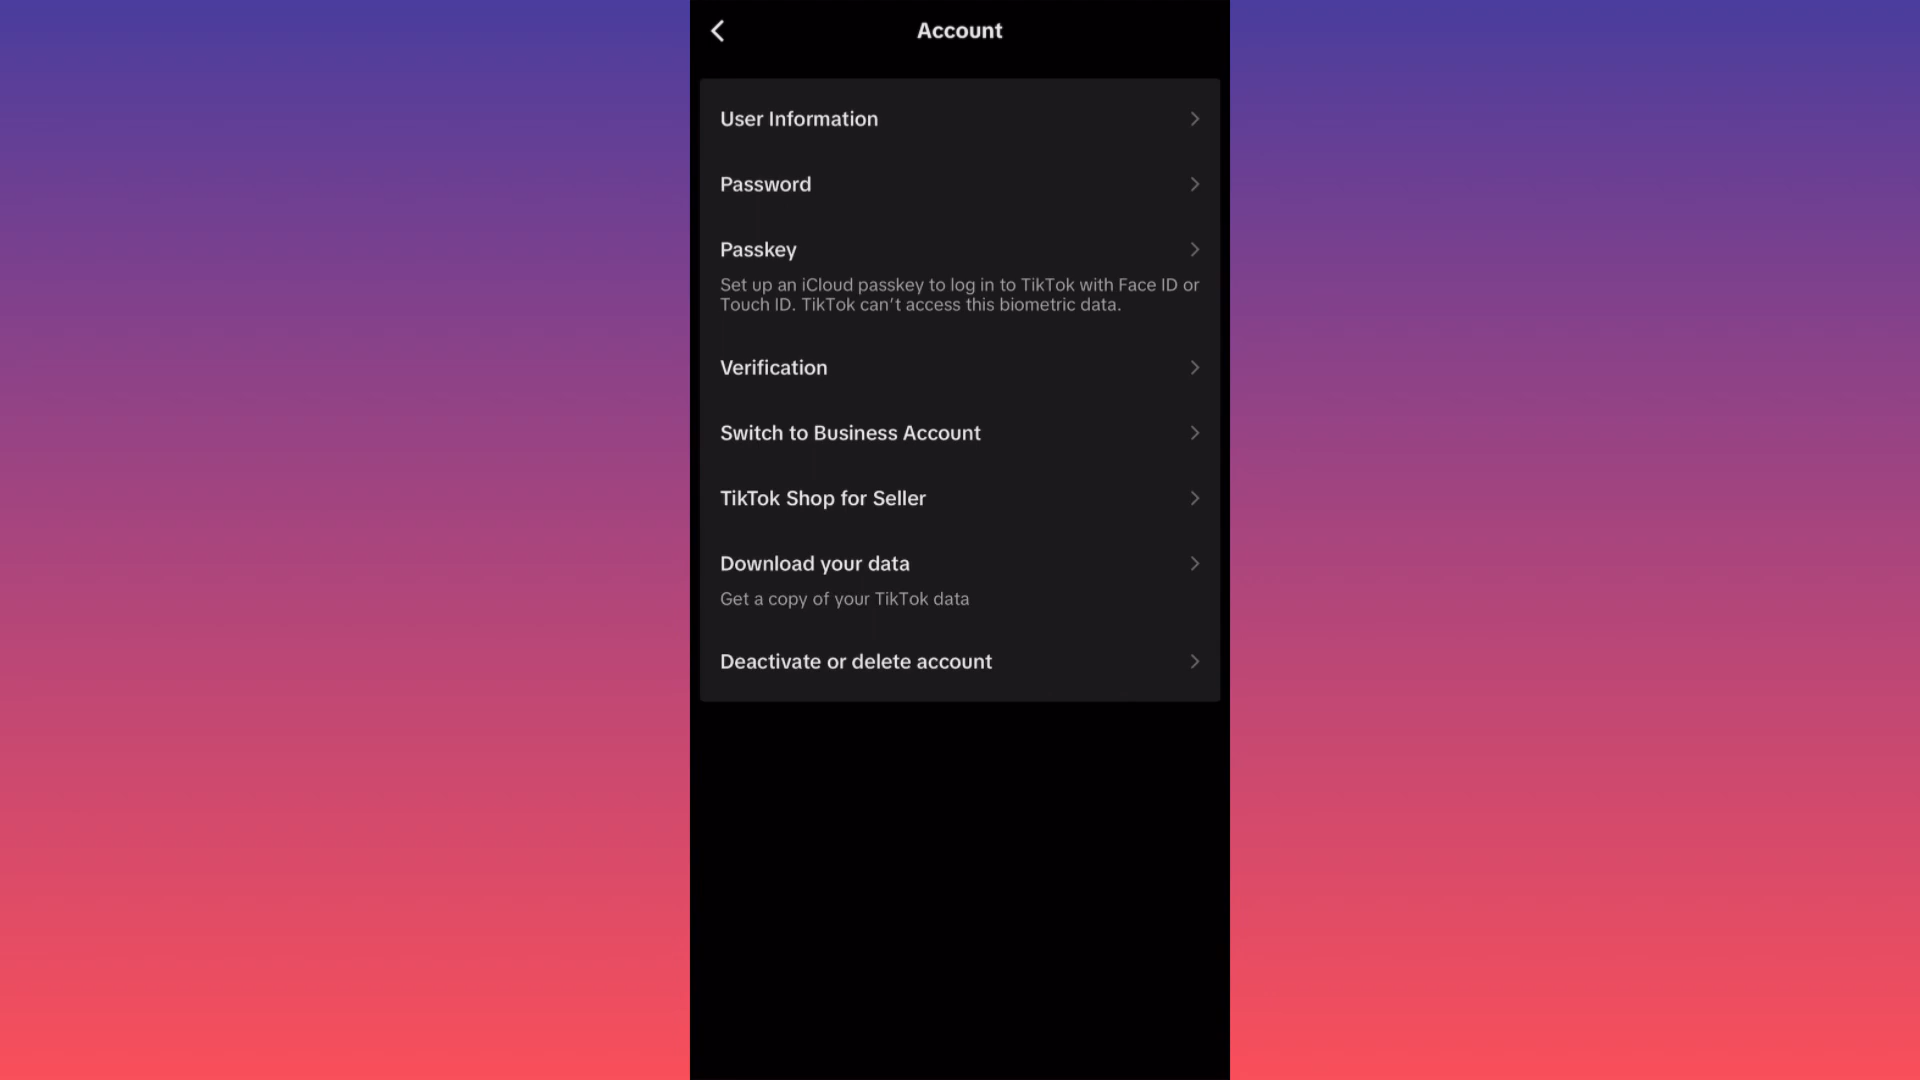 Account
User Information
Password
Passkey
Set up an iCloud passkey to log in to TikTok with Face ID or
Touch ID. TikTok can’t access this biometric data.
Verification
Switch to Business Account
TikTok Shop for Seller
Download your data
Get a copy of your TikTok data
Deactivate or delete account